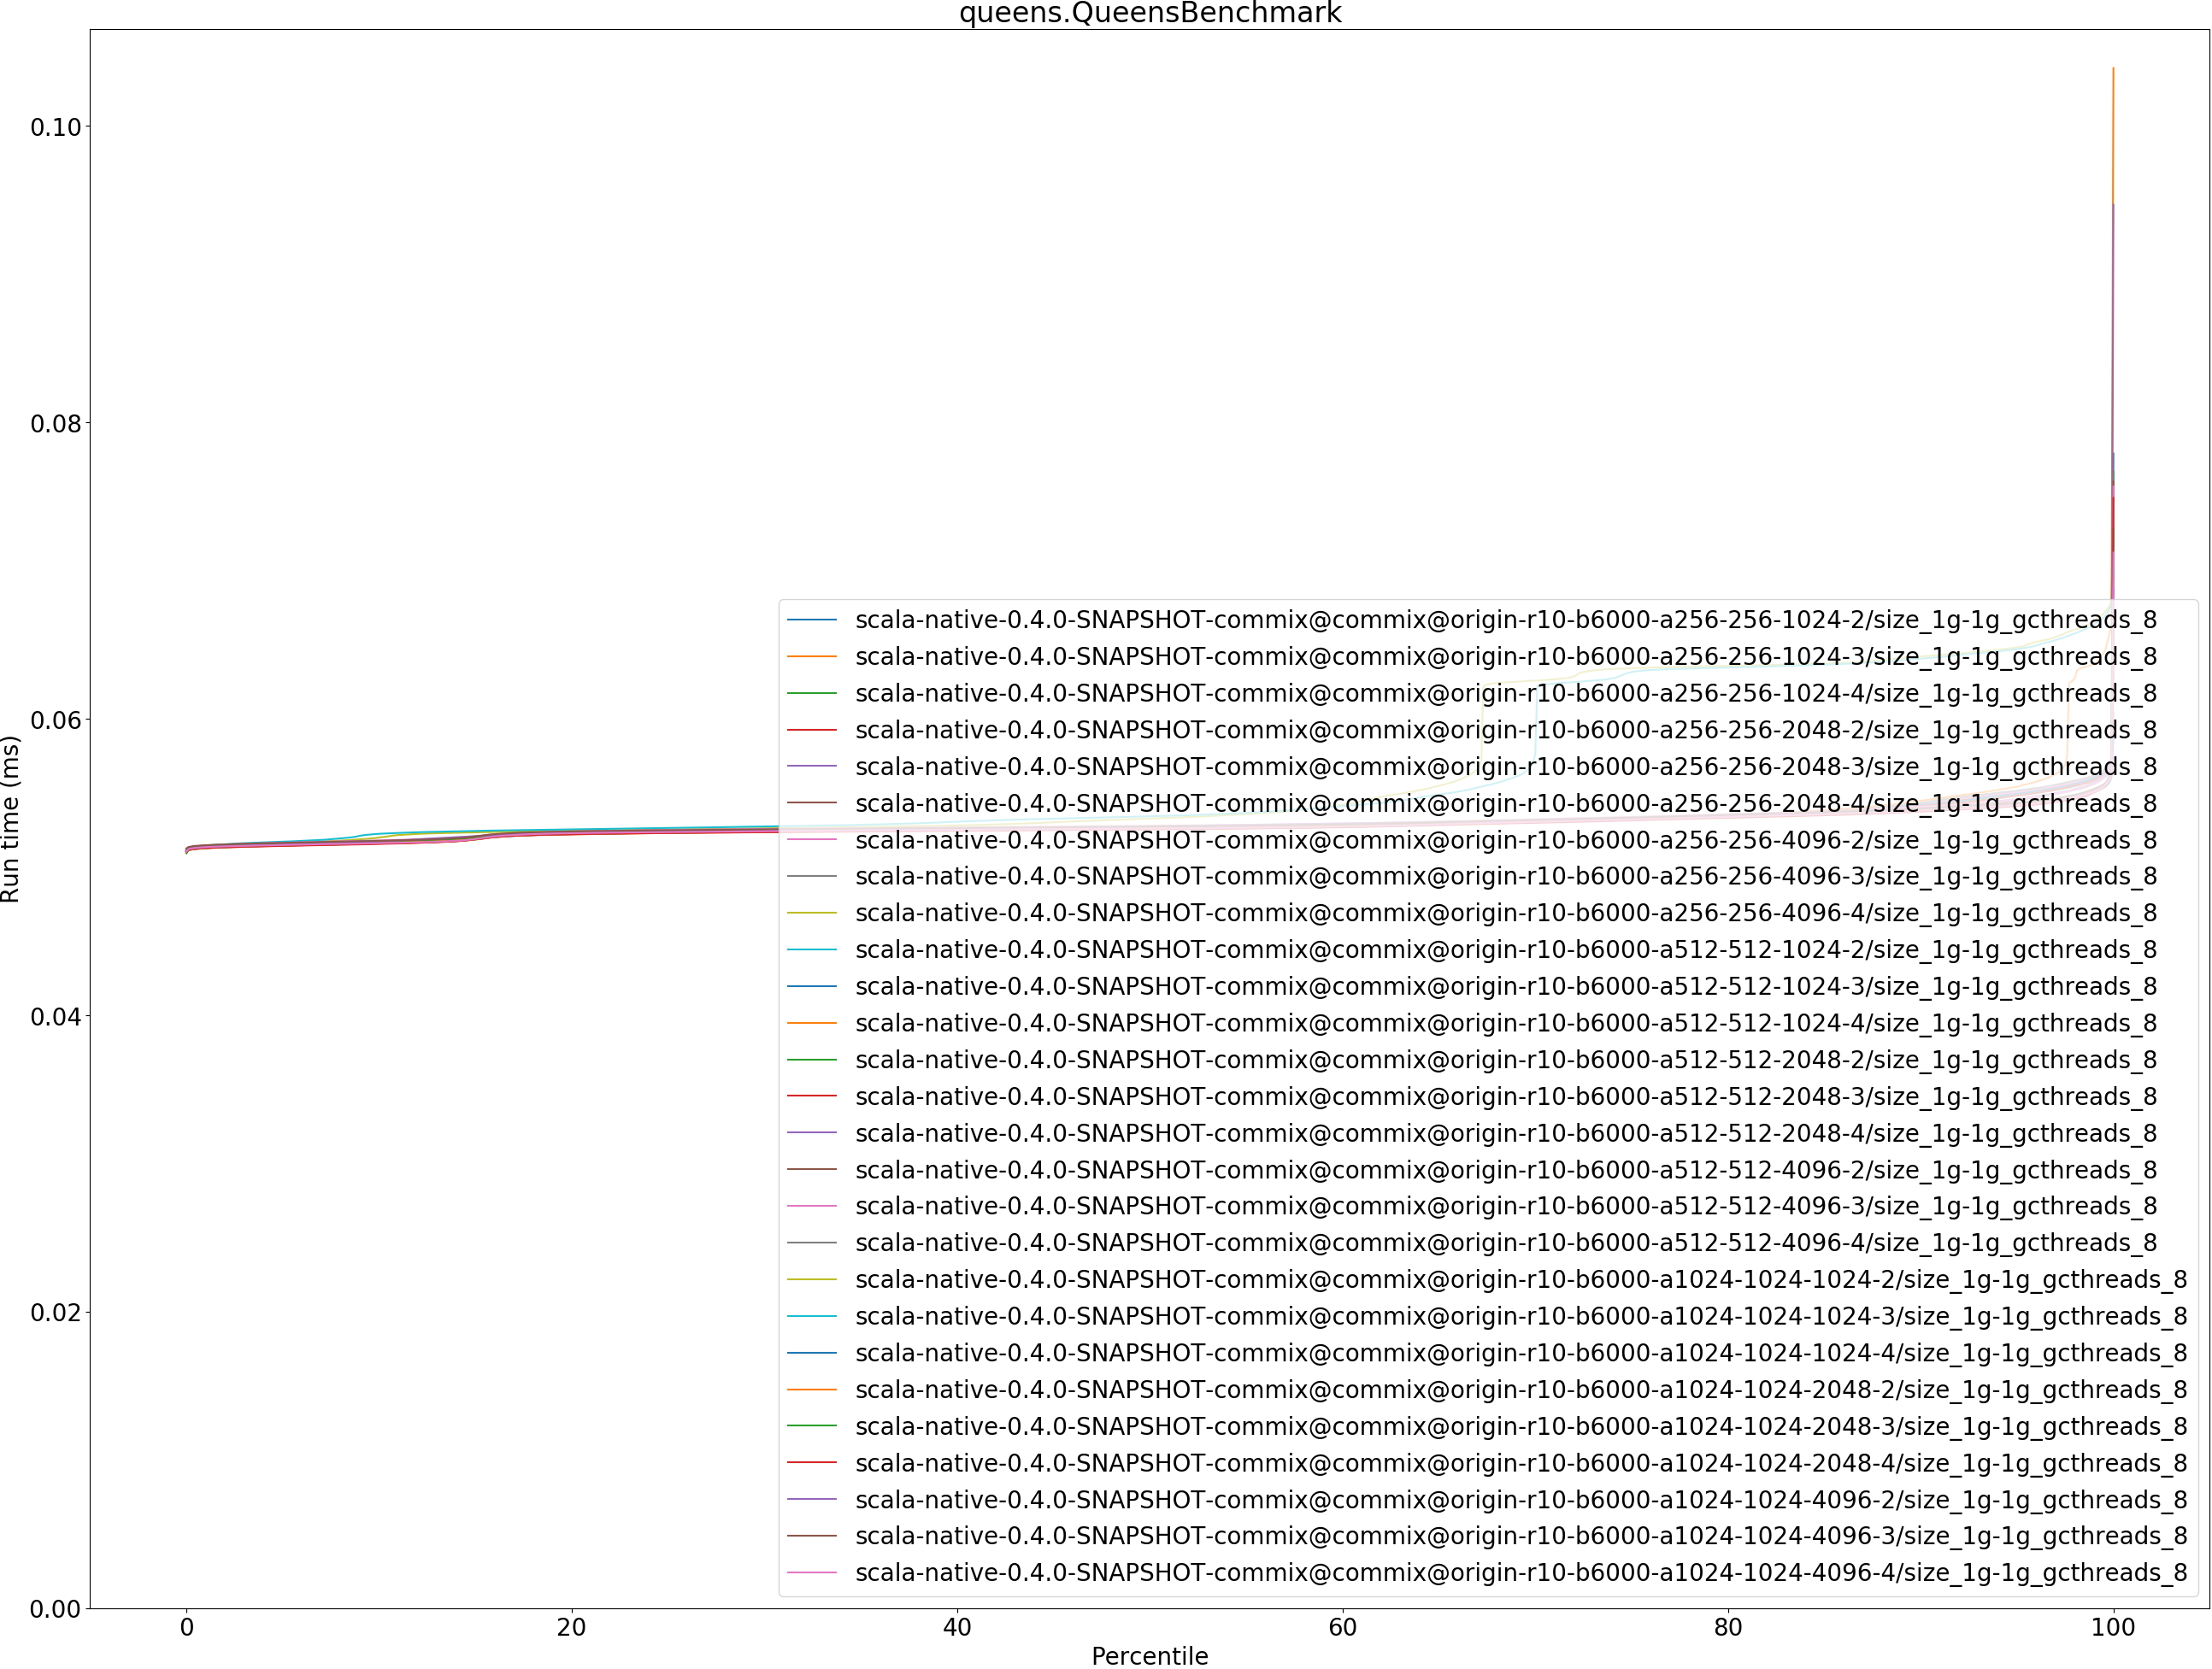 queens.QueensBenchmark
Run time (ms)
0.10
0.08
0.06
0.04
0.02
0.00
scala-native-0.4.0-SNAPSHOT-commix@commix@origin-r10-b6000-a256-256-1024-2/size_1g-1g_gcthreads_8
scala-native-0.4.0-SNAPSHOT-commix@commix@origin-r10-b6000-a256-256-1024-3/size_1g-1g_gcthreads_8
scala-native-0.4.0-SNAPSHOT-commix@commix@origin-r10-b6000-a256-256-1024-4/size_1g-1g_gcthreads_8
scala-native-0.4.0-SNAPSHOT-commix@commix@origin-r10-b6000-a256-256-2048-2/size_1g-1g_gcthreads_8
scala-native-0.4.0-SNAPSHOT-commix@commix@origin-r10-b6000-a256-256-2048-3/size_1g-1g_gcthreads_8
scala-native-0.4.0-SNAPSHOT-commix@commix@origin-r10-b6000-a256-256-2048-4/size_1g-1g_gcthreads_8
scala-native-0.4.0-SNAPSHOT-commix@commix@origin-r10-b6000-a256-256-4096-2/size_1g-1g_gcthreads_8
scala-native-0.4.0-SNAPSHOT-commix@commix@origin-r10-b6000-a256-256-4096-3/size_1g-1g_gcthreads_8
scala-native-0.4.0-SNAPSHOT-commix@commix@origin-r10-b6000-a256-256-4096-4/size_1g-1g_gcthreads_8
scala-native-0.4.0-SNAPSHOT-commix@commix@origin-r10-b6000-a512-512-1024-2/size_1g-1g_gcthreads_8
scala-native-0.4.0-SNAPSHOT-commix@commix@origin-r10-b6000-a512-512-1024-3/size_1g-1g_gcthreads_8
scala-native-0.4.0-SNAPSHOT-commix@commix@origin-r10-b6000-a512-512-1024-4/size_1g-1g_gcthreads_8
scala-native-0.4.0-SNAPSHOT-commix@commix@origin-r10-b6000-a512-512-2048-2/size_1g-1g_gcthreads_8
scala-native-0.4.0-SNAPSHOT-commix@commix@origin-r10-b6000-a512-512-2048-3/size_1g-1g_gcthreads_8
scala-native-0.4.0-SNAPSHOT-commix@commix@origin-r10-b6000-a512-512-2048-4/size_1g-1g_gcthreads_8
scala-native-0.4.0-SNAPSHOT-commix@commix@origin-r10-b6000-a512-512-4096-2/size_1g-1g_gcthreads_8
scala-native-0.4.0-SNAPSHOT-commix@commix@origin-r10-b6000-a512-512-4096-3/size_1g-1g_gcthreads_8
scala-native-0.4.0-SNAPSHOT-commix@commix@origin-r10-b6000-a512-512-4096-4/size_1g-1g_gcthreads_8
scala-native-0.4.0-SNAPSHOT-commix@commix@origin-r10-b6000-a1024-1024-1024-2/size_1g-1g_gcthreads_8
scala-native-0.4.0-SNAPSHOT-commix@commix@origin-r10-b6000-a1024-1024-1024-3/size_1g-1g_gcthreads_8
scala-native-0.4.0-SNAPSHOT-commix@commix@origin-r10-b6000-a1024-1024-1024-4/size_1g-1g_gcthreads_8
scala-native-0.4.0-SNAPSHOT-commix@commix@origin-r10-b6000-a1024-1024-2048-2/size_1g-1g_gcthreads_8
scala-native-0.4.0-SNAPSHOT-commix@commix@origin-r10-b6000-a1024-1024-2048-3/size_1g-1g_gcthreads_8
scala-native-0.4.0-SNAPSHOT-commix@commix@origin-r10-b6000-a1024-1024-2048-4/size_1g-1g_gcthreads_8
scala-native-0.4.0-SNAPSHOT-commix@commix@origin-r10-b6000-a1024-1024-4096-2/size_1g-1g_gcthreads_8
scala-native-0.4.0-SNAPSHOT-commix@commix@origin-r10-b6000-a1024-1024-4096-3/size_1g-1g_gcthreads_8
scala-native-0.4.0-SNAPSHOT-commix@commix@origin-r10-b6000-a1024-1024-4096-4/size_1g-1g_gcthreads_8
0 20 40 60 80 100
Percentile